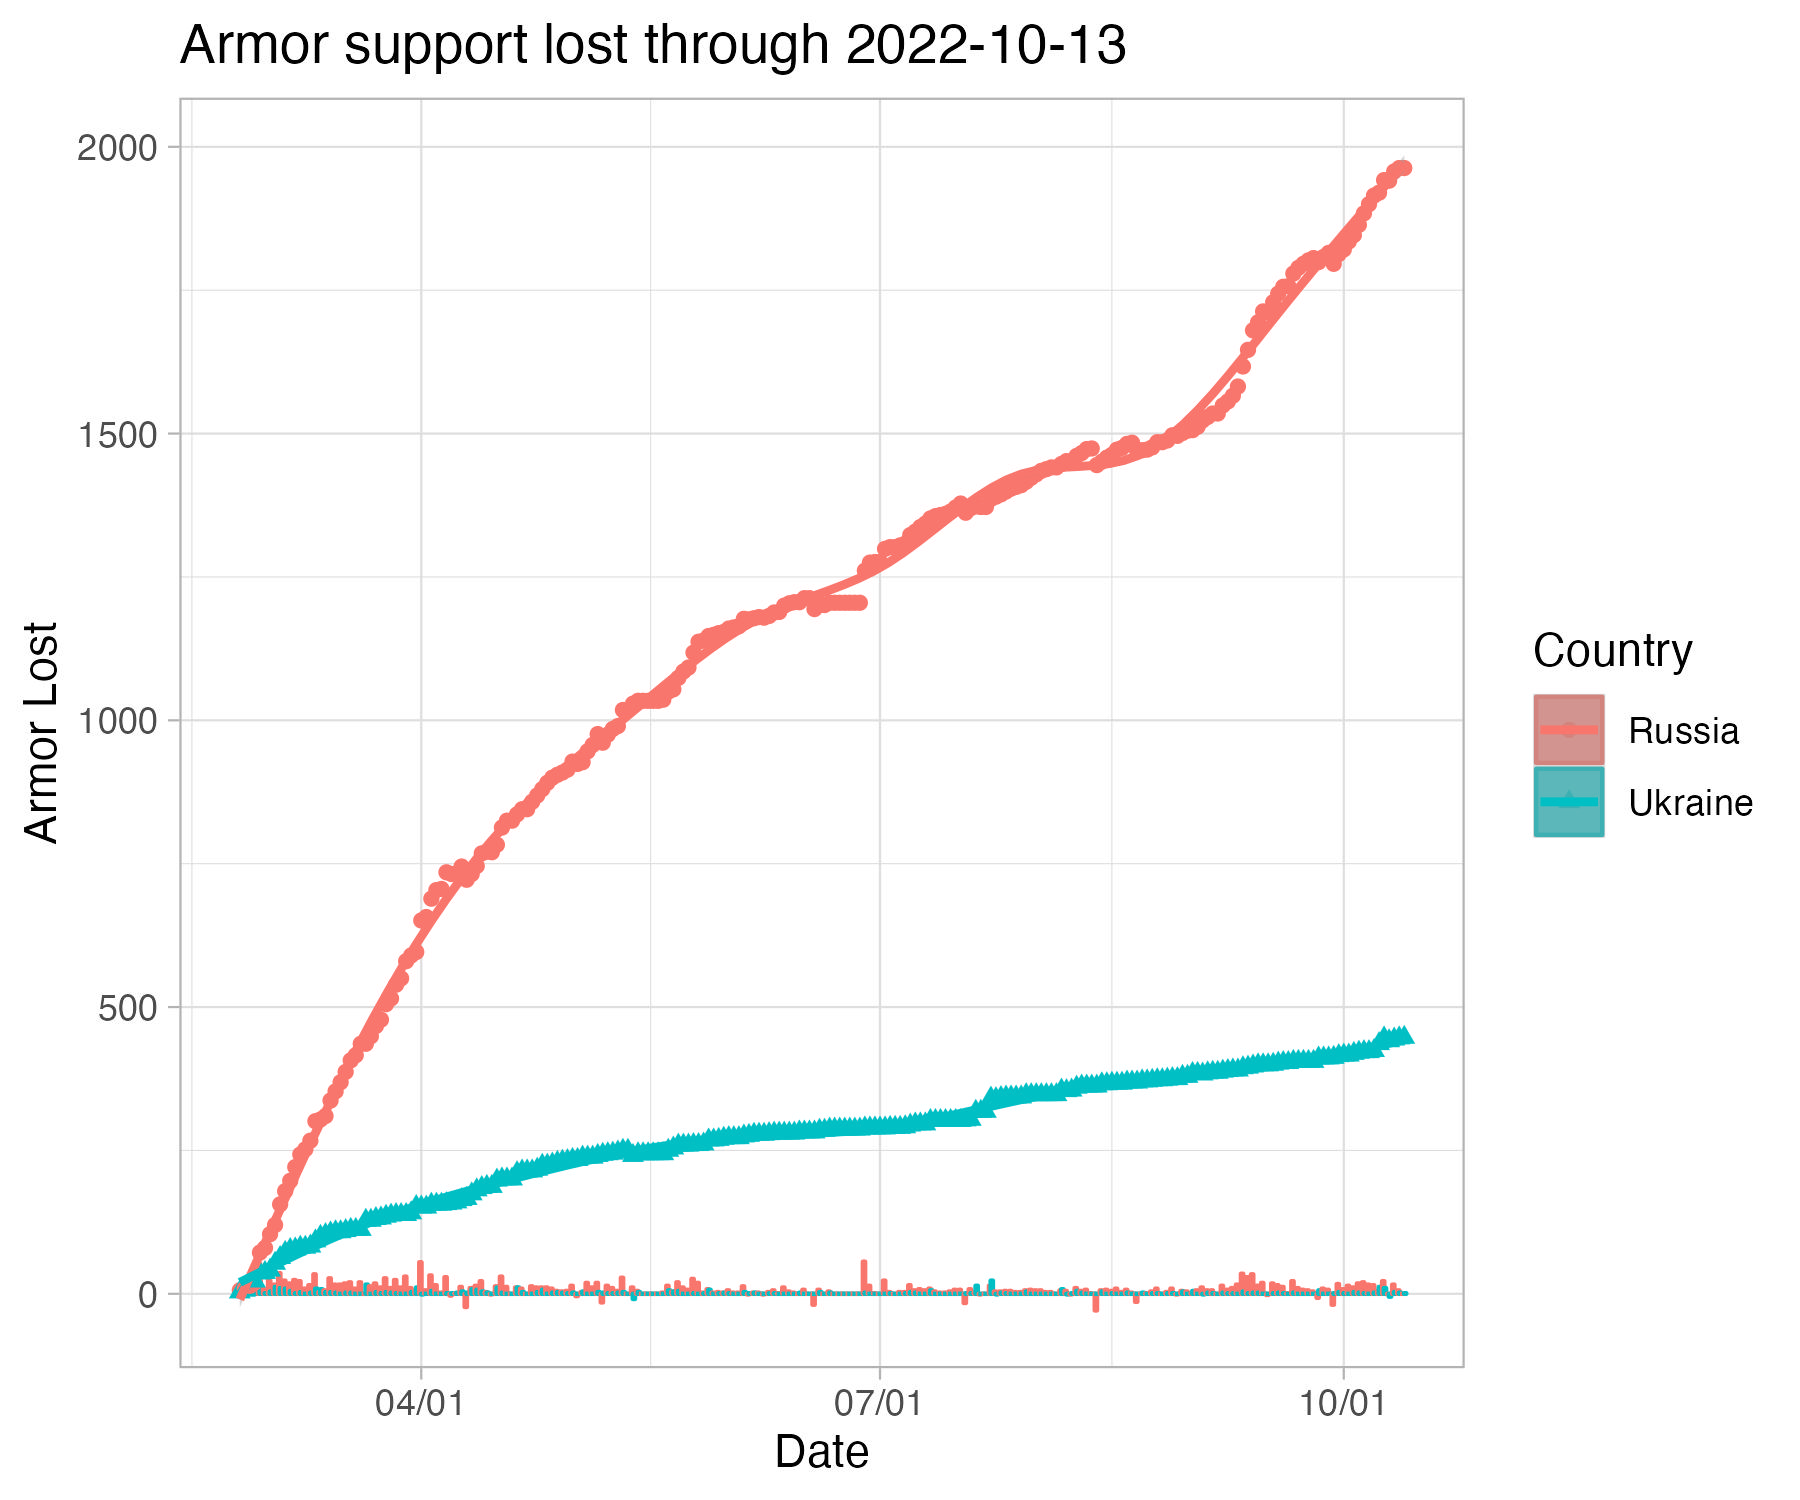 Armor support lost through 2022-10-13
2000
1500
1000
500
0
Armor Lost
04/01
07/01
10/01
Date
Country
Russia
Ukraine